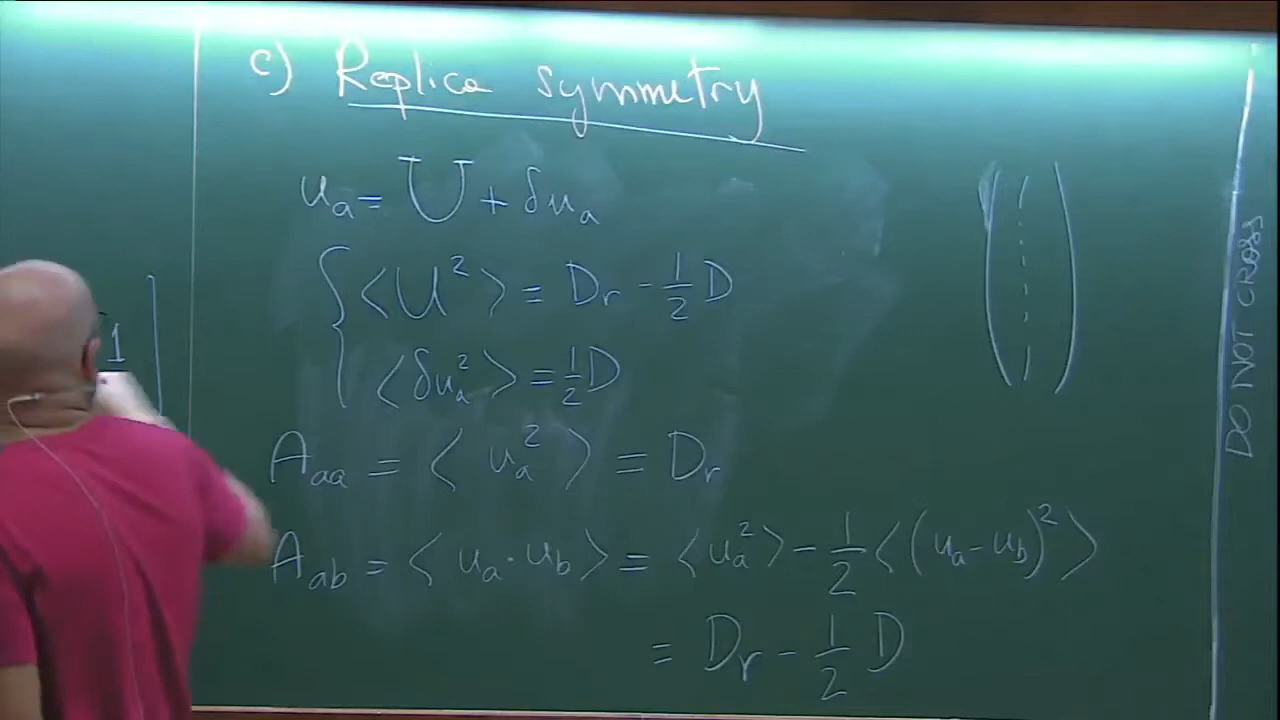 c) Replica symmetry
u_a = U + δu_a
⟨U²⟩ = D_r - 1/2 D
⟨δu_a²⟩ = 1/2 D
A_aa = ⟨u_a²⟩ = D_r
A_ab = ⟨u_a · u_b⟩ = ⟨u_a²⟩ - 1/2 ⟨(u_a - u_b)²⟩
= D_r - 1/2 D
1
DO NOT CROSS